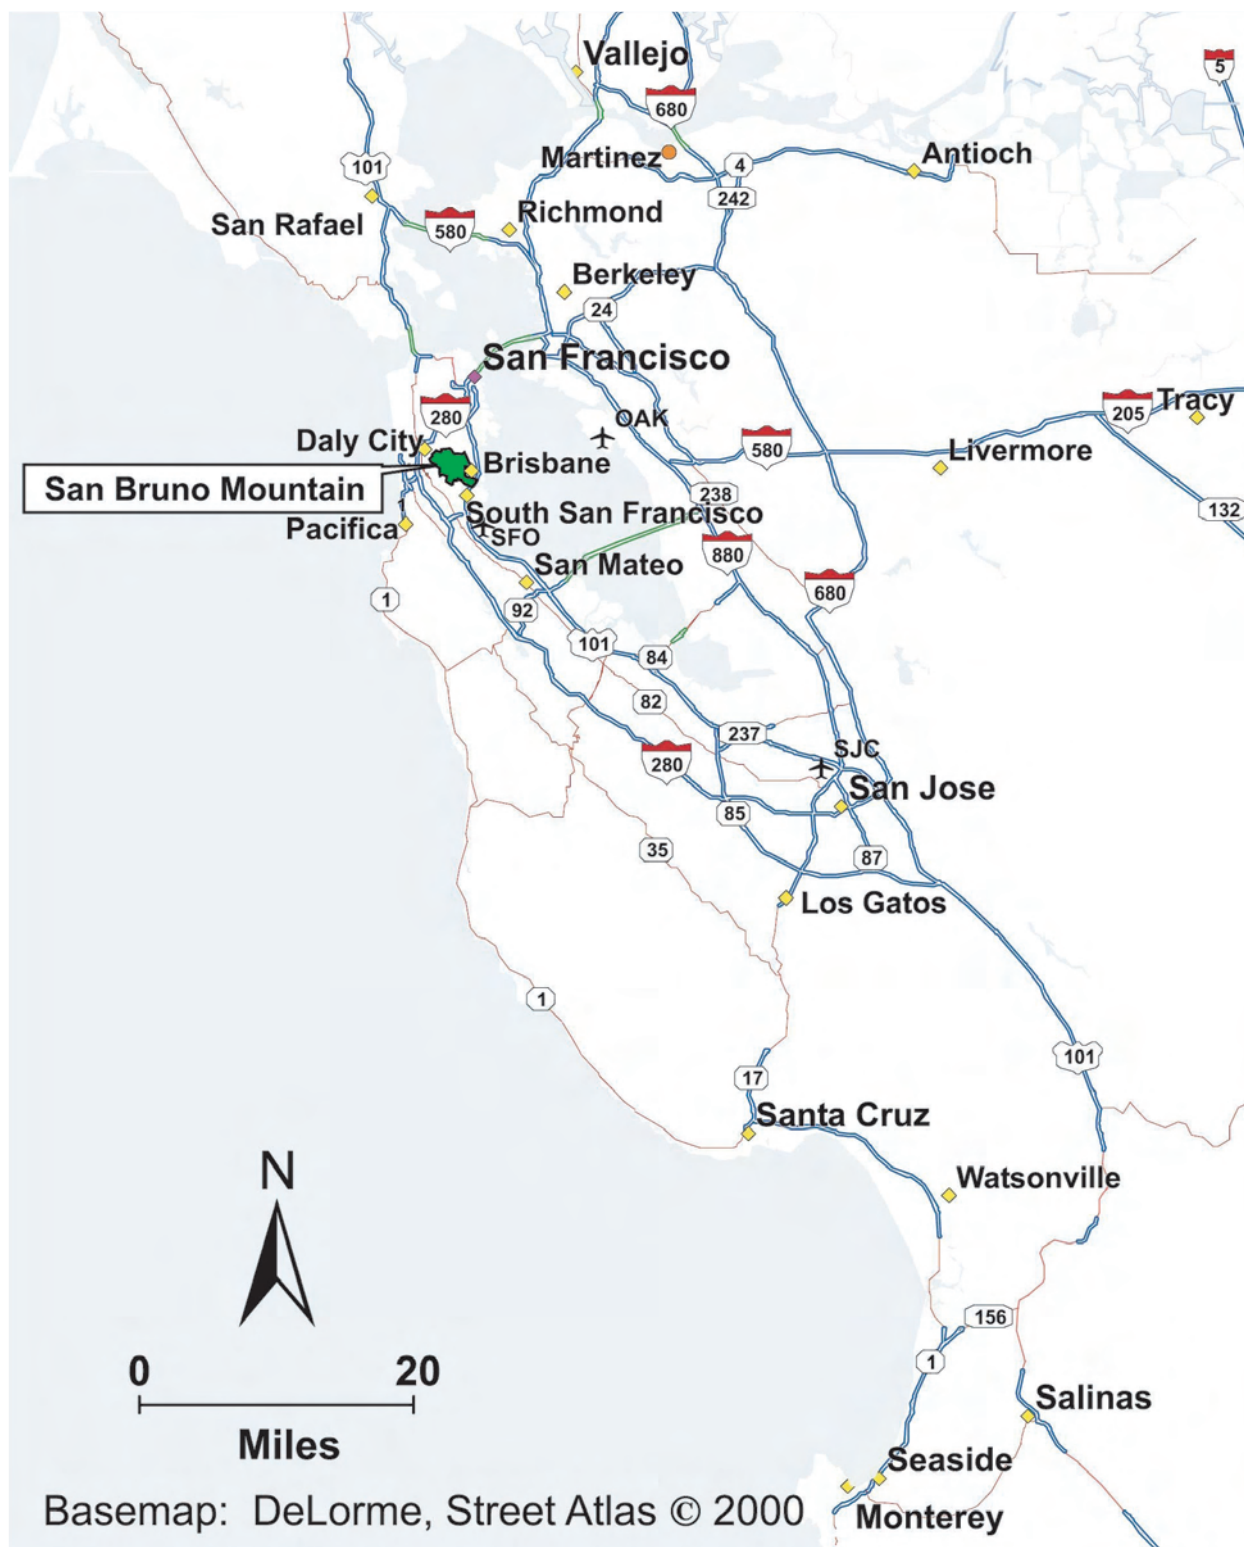 Vallejo
5
680
Martinez
4
Antioch
101
242
San Rafael
Richmond
580
Berkeley
24
San Francisco
280
OAK
205
Tracy
Daly City
580
Livermore
Brisbane
San Bruno Mountain
238
132
1
South San Francisco
Pacifica
SFO
880
San Mateo
680
1
92
101
84
82
237
SJC
280
San Jose
85
35
87
Los Gatos
1
101
17
Santa Cruz
N
Watsonville
156
1
0 20
Salinas
Miles
Seaside
Basemap: DeLorme, Street Atlas © 2000
Monterey